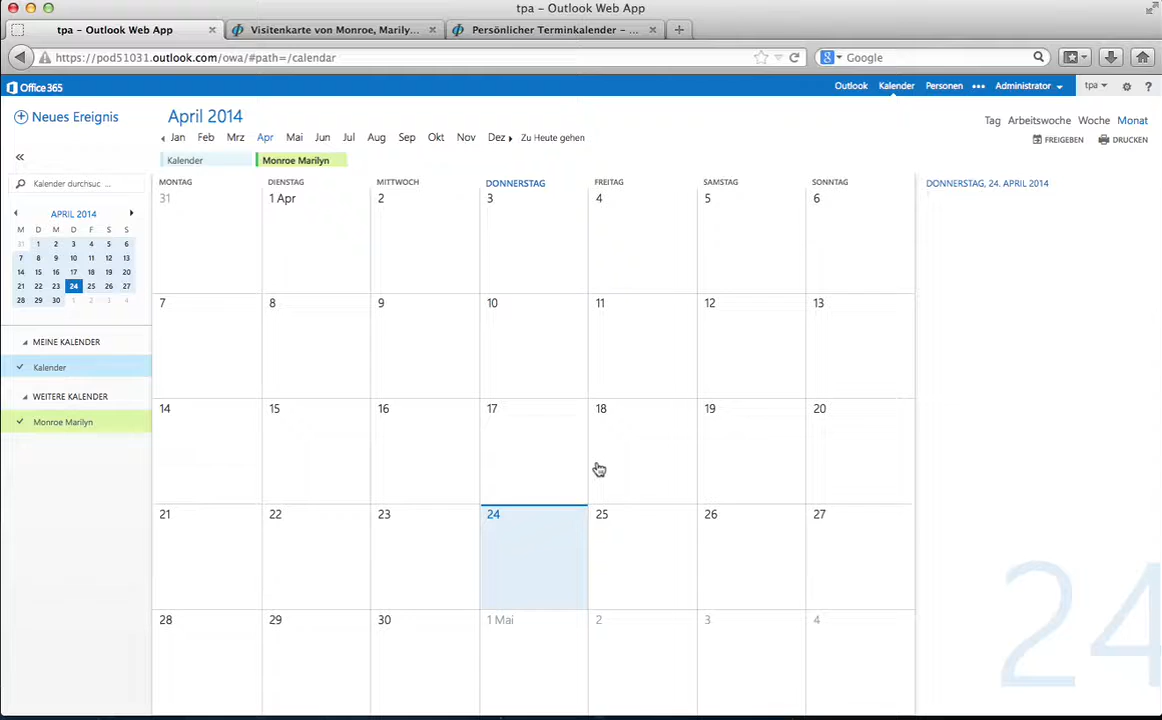 tpa – Outlook Web App
tpa – Outlook Web App
Visitenkarte von Monroe, Marily...
Persönlicher Terminkalender – ...
https://pod51031.outlook.com/owa/#path=/calendar
Google
Office 365
Outlook Kalender Personen Administrator tpa ?
Neues Ereignis
April 2014
Jan Feb Mrz Apr Mai Jun Jul Aug Sep Okt Nov Dez Zu Heute gehen
Tag Arbeitswoche Woche Monat
FREIGEBEN DRUCKEN
Kalender durchsuc ...
APRIL 2014
M D M D F S S
31 1 2 3 4 5 6
7 8 9 10 11 12 13
14 15 16 17 18 19 20
21 22 23 24 25 26 27
28 29 30 1 2 3 4
MEINE KALENDER
Kalender
WEITERE KALENDER
Monroe Marilyn
Kalender Monroe Marilyn
MONTAG DIENSTAG MITTWOCH DONNERSTAG FREITAG SAMSTAG SONNTAG
31 1 Apr 2 3 4 5 6
7 8 9 10 11 12 13
14 15 16 17 18 19 20
21 22 23 24 25 26 27
28 29 30 1 Mai 2 3 4
DONNERSTAG, 24. APRIL 2014
24